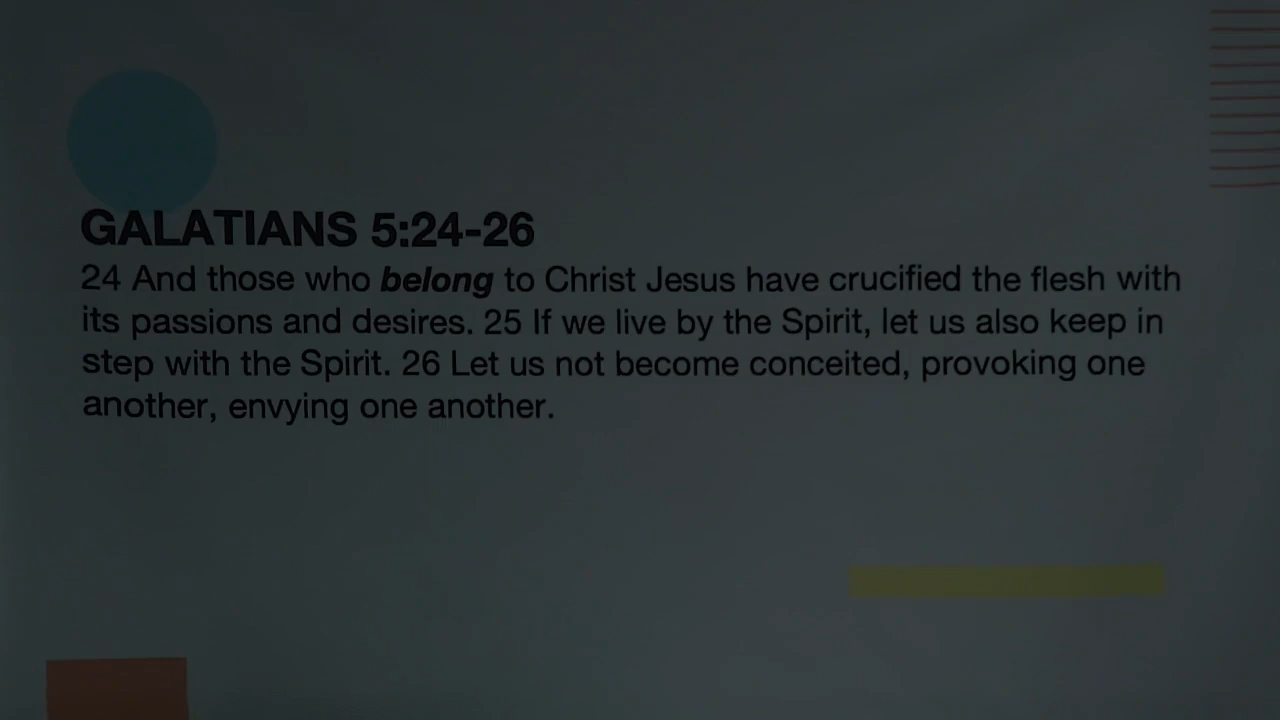 GALATIANS 5:24-26
24 And those who belong to Christ Jesus have crucified the flesh with
its passions and desires. 25 If we live by the Spirit, let us also keep in
step with the Spirit. 26 Let us not become conceited, provoking one
another, envying one another.